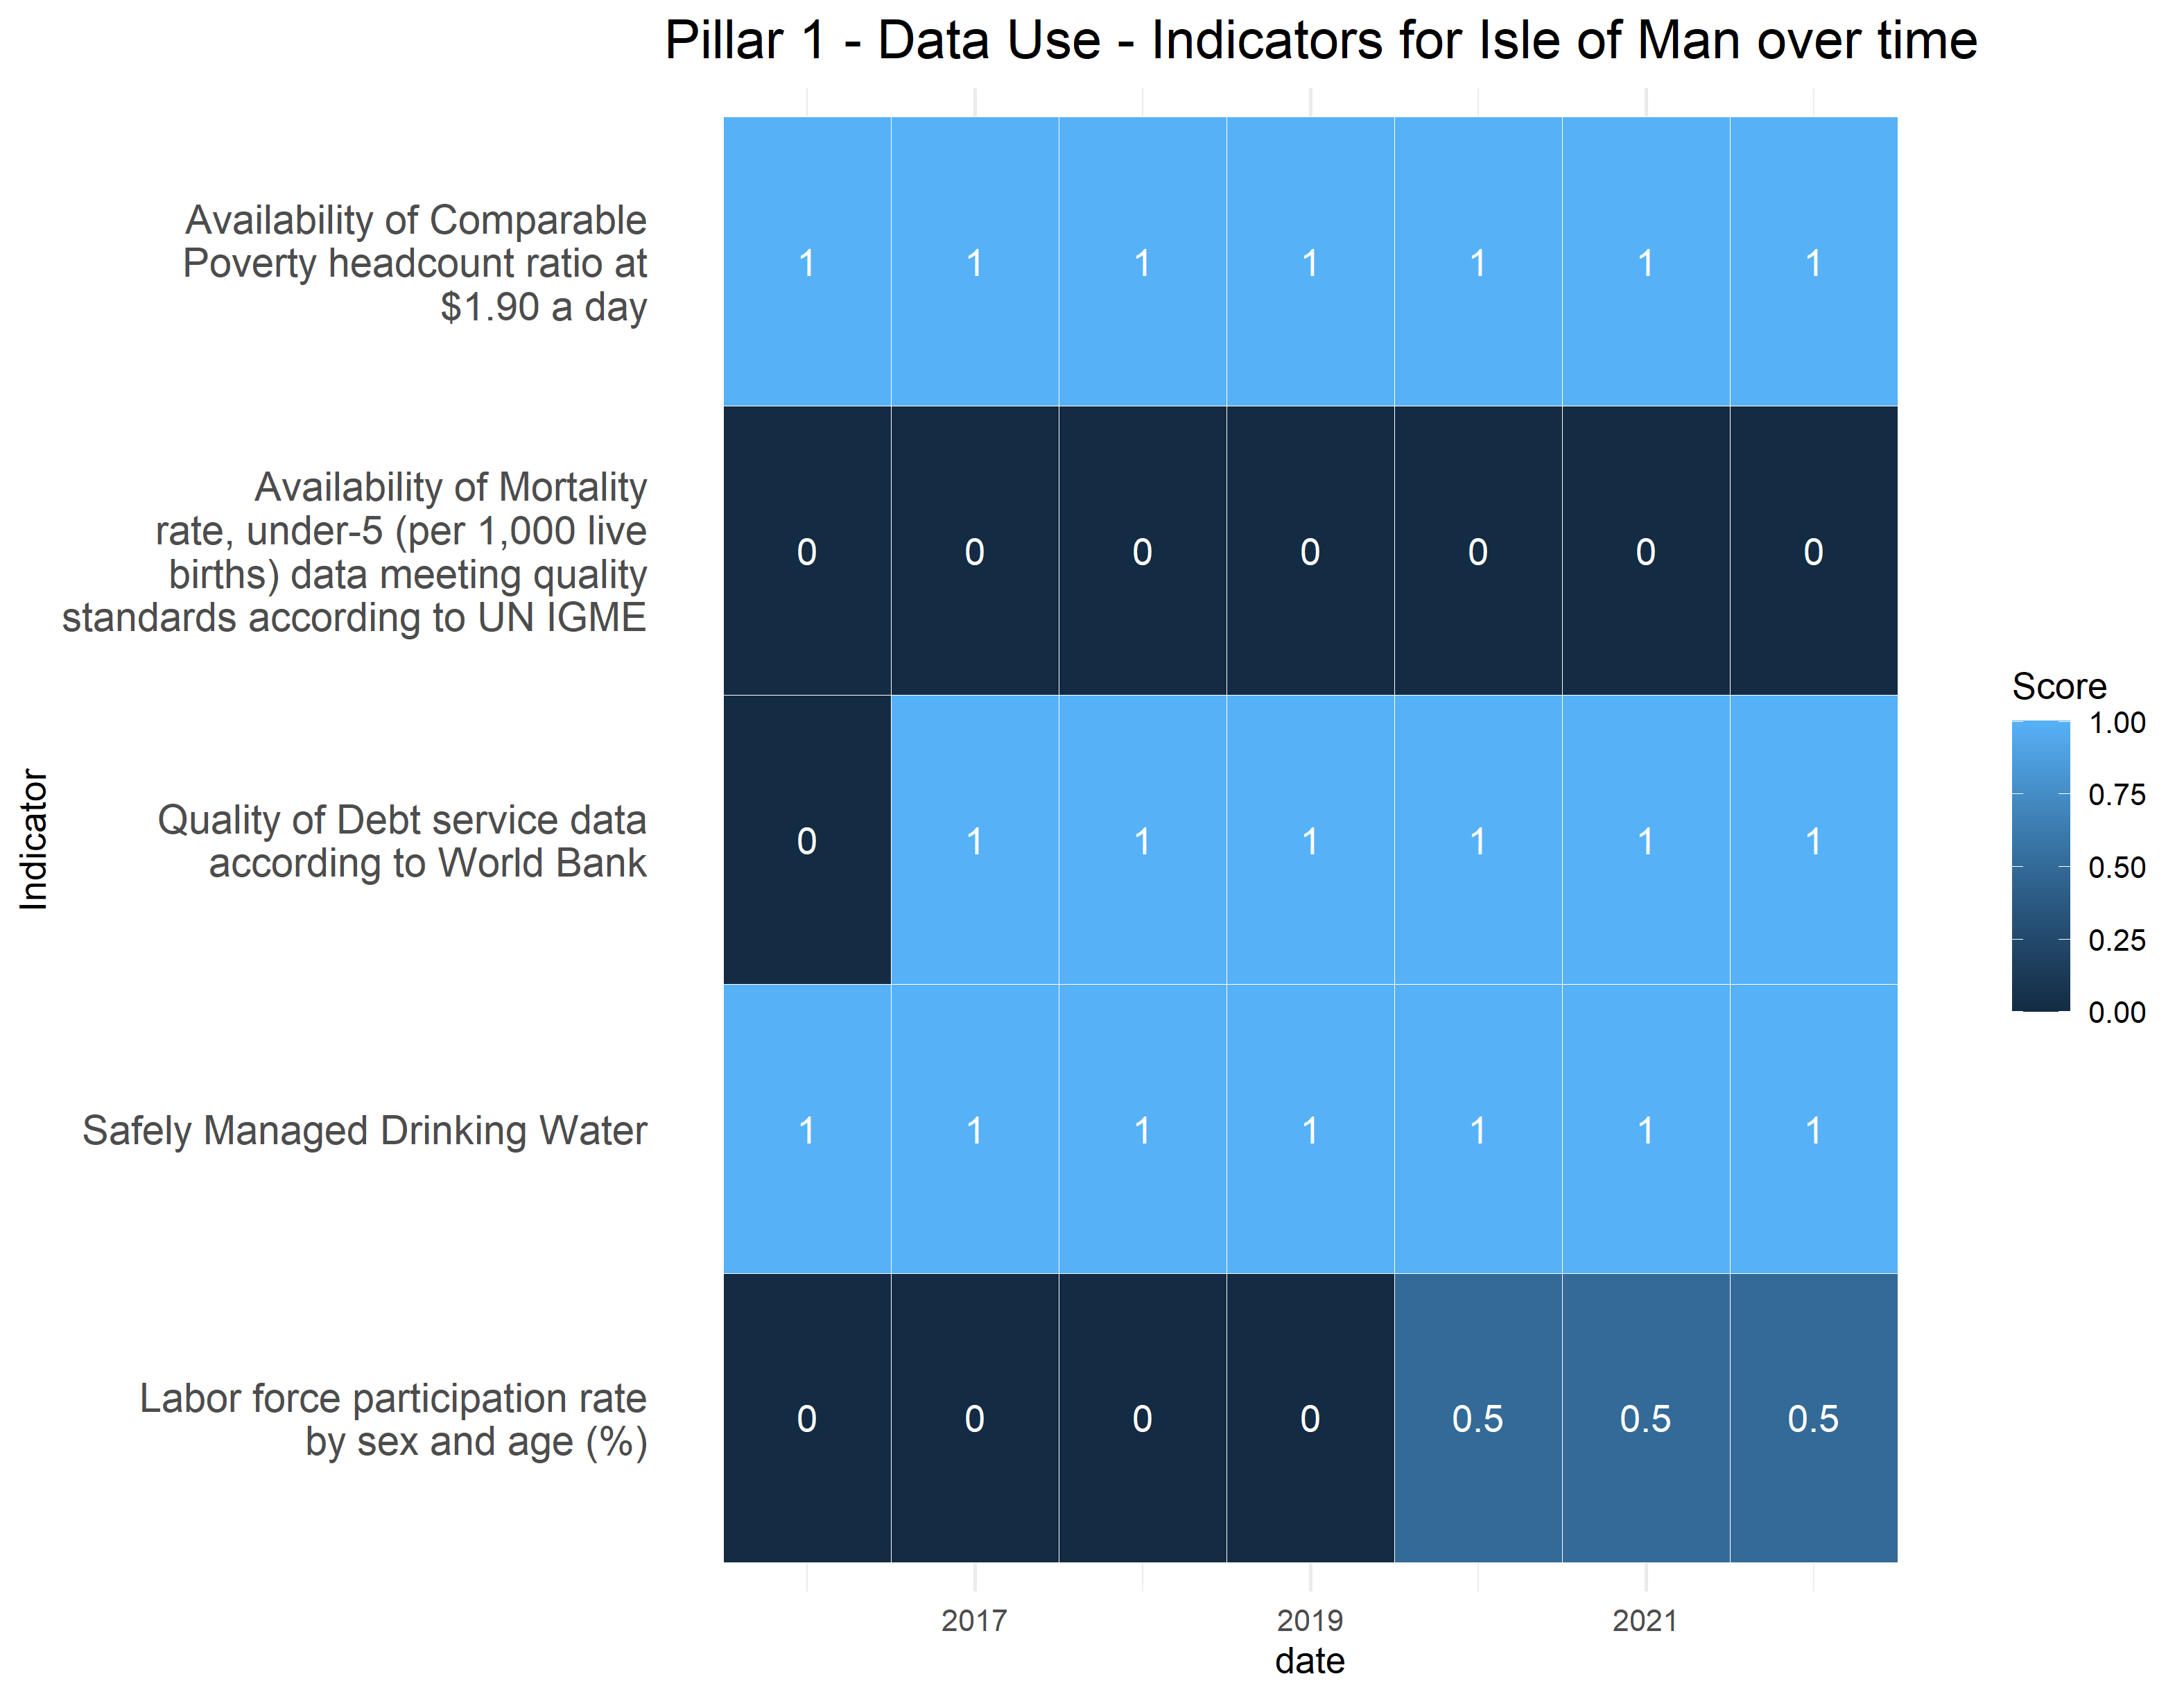 Pillar 1 - Data Use - Indicators for Isle of Man over time
Indicator
Availability of Comparable
Poverty headcount ratio at
$1.90 a day
1 1 1 1 1 1 1
Availability of Mortality
rate, under-5 (per 1,000 live
births) data meeting quality
standards according to UN IGME
0 0 0 0 0 0 0
Quality of Debt service data
according to World Bank
0 1 1 1 1 1 1
Safely Managed Drinking Water
1 1 1 1 1 1 1
Labor force participation rate
by sex and age (%)
0 0 0 0 0.5 0.5 0.5
2017 2019 2021
date
Score
1.00
0.75
0.50
0.25
0.00